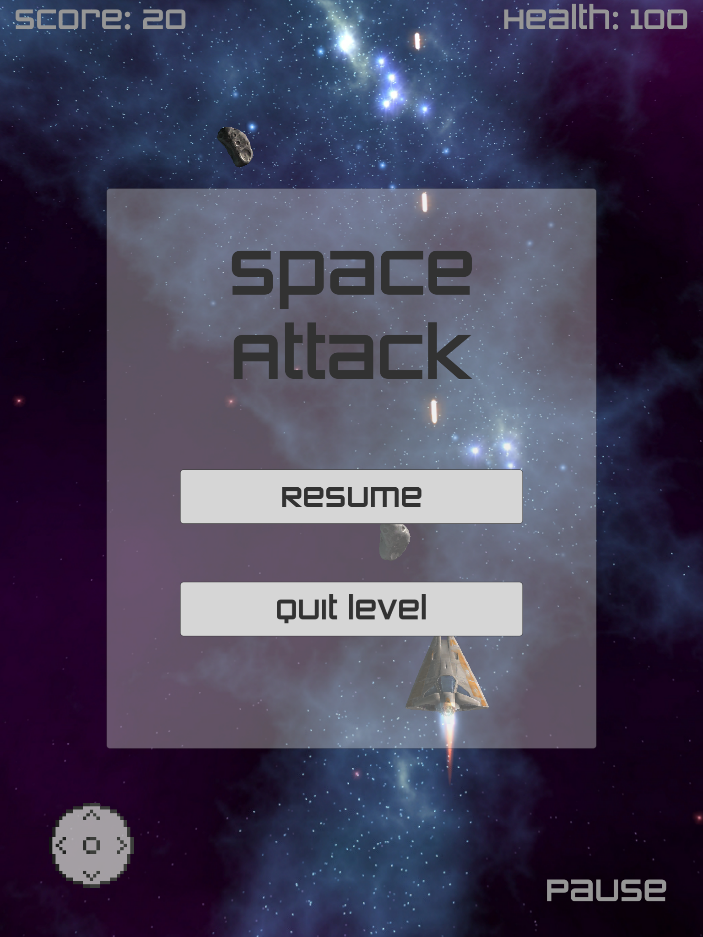 score: 20
Health: 100
space
Attack
Resume
Quit level
Pause